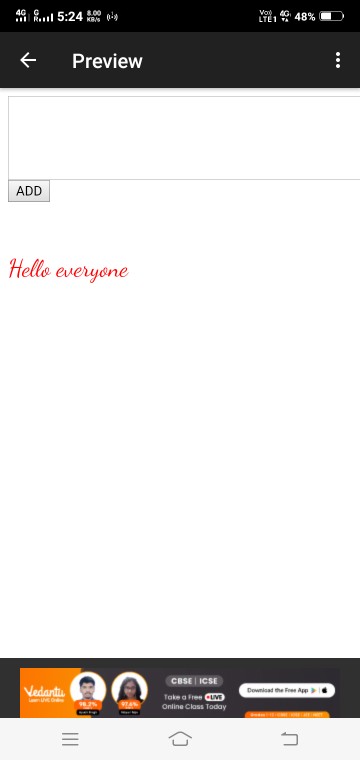 4G G 5:24 8.00 KB/s Vo)) LTE1 4G 48%
Preview
ADD
Hello everyone
Vedantu
Learn LIVE Online
98.2%
97.6%
CBSE | ICSE
Take a Free LIVE
Online Class Today
Download the Free App